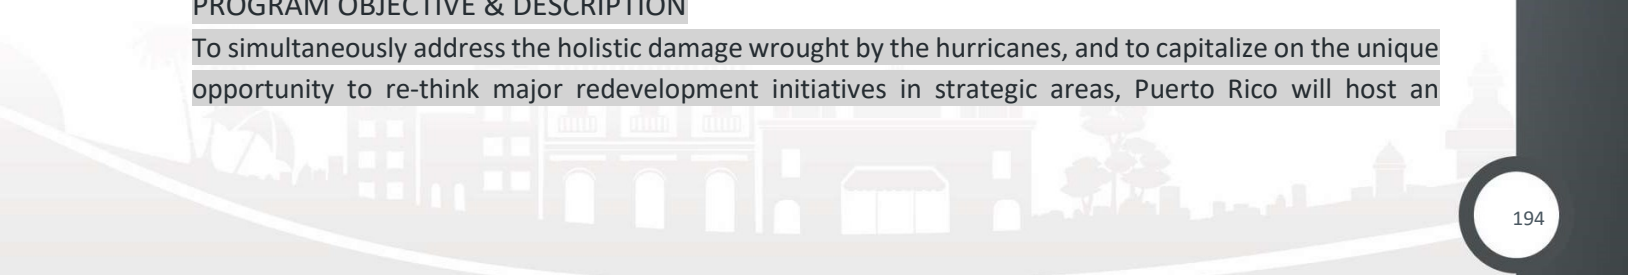 PROGRAM OBJECTIVE & DESCRIPTION
To simultaneously address the holistic damage wrought by the hurricanes, and to capitalize on the unique
opportunity to re-think major redevelopment initiatives in strategic areas, Puerto Rico will host an
194